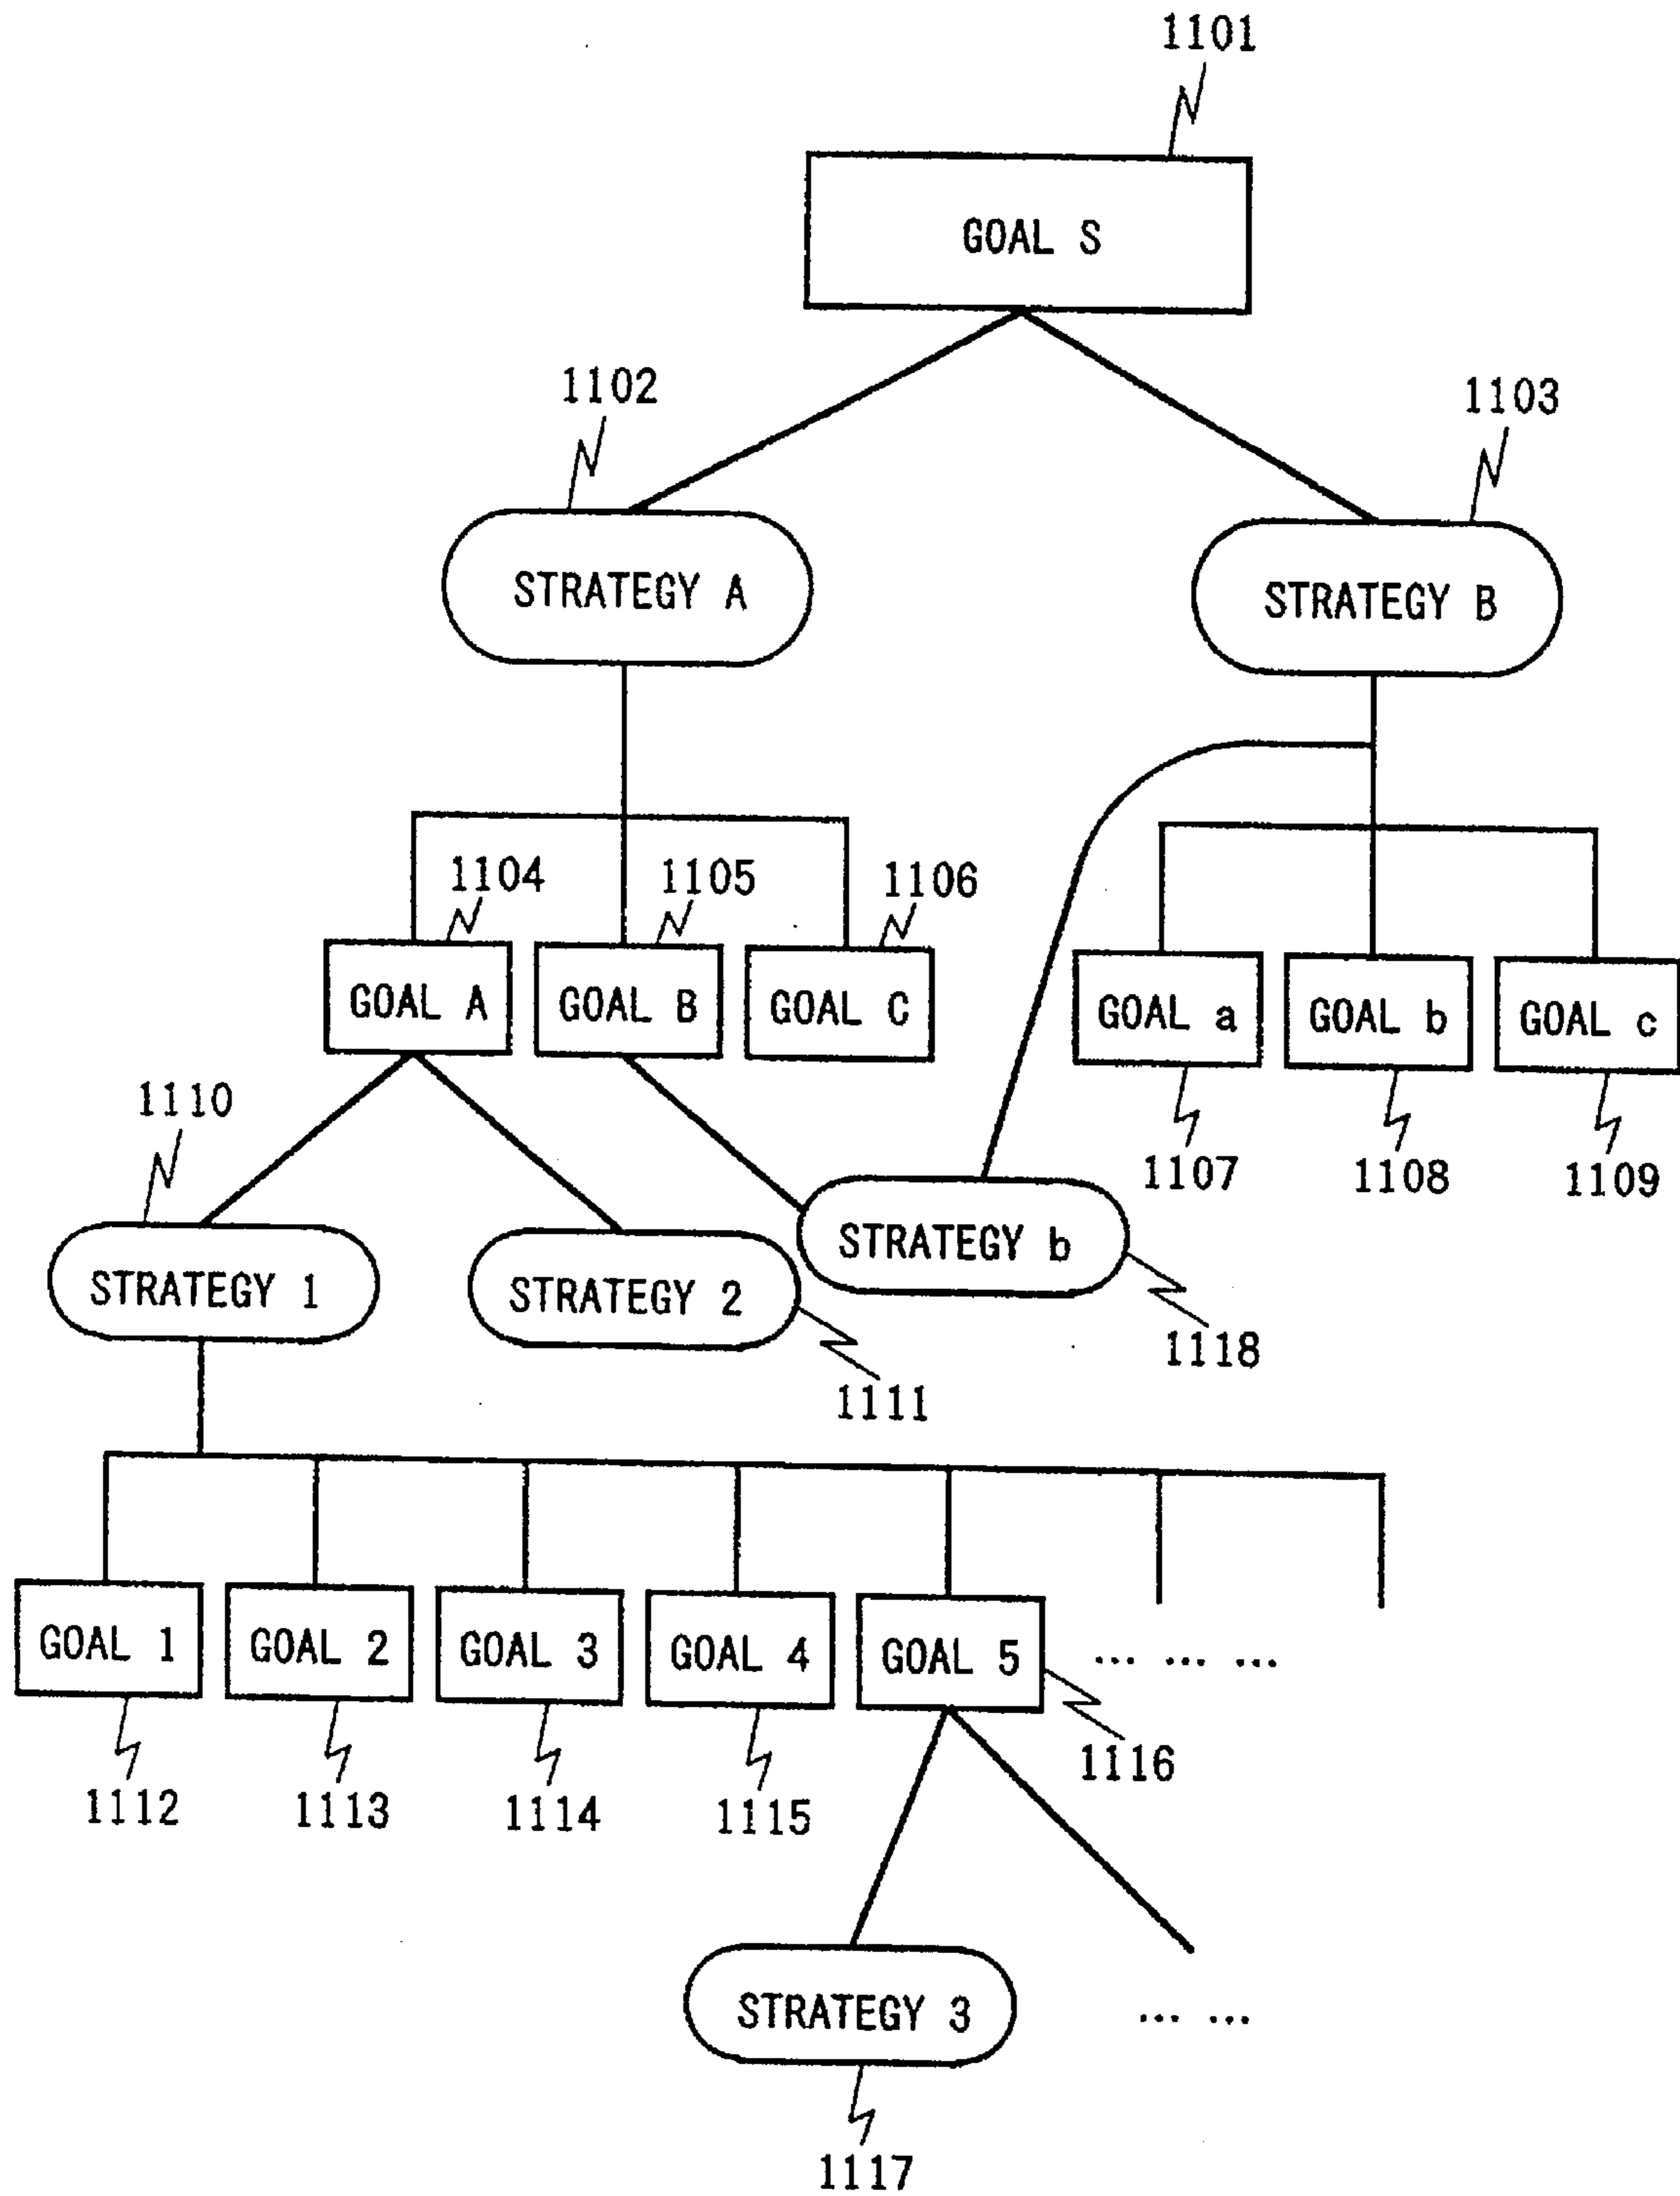 1101
GOAL S
1102
1103
STRATEGY A
STRATEGY B
1104
1105
1106
GOAL A
GOAL B
GOAL C
GOAL a
GOAL b
GOAL c
1107
1108
1109
1110
STRATEGY 1
STRATEGY 2
STRATEGY b
1118
1111
GOAL 1
GOAL 2
GOAL 3
GOAL 4
GOAL 5
... ... ...
1116
1112
1113
1114
1115
STRATEGY 3
... ...
1117